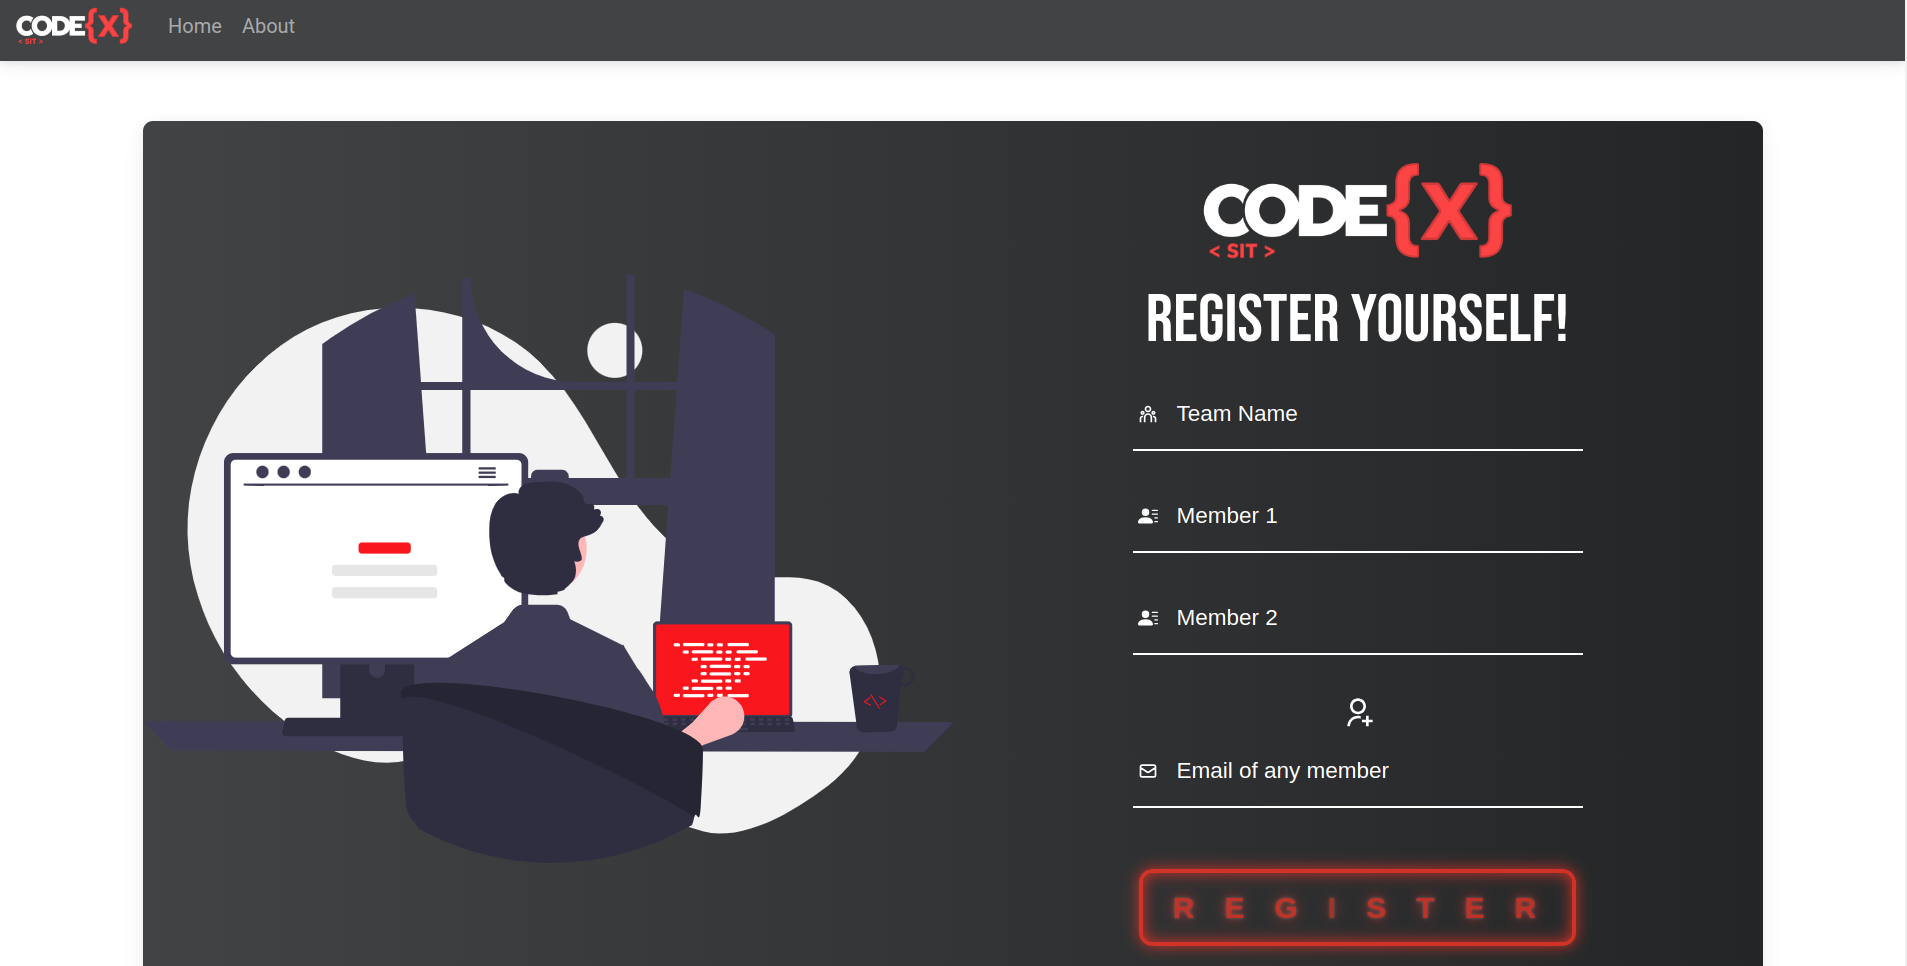 CODE{X}
< SIT >
Home About
CODE{X}
< SIT >
REGISTER YOURSELF!
Team Name
Member 1
Member 2
Email of any member
REGISTER
</>